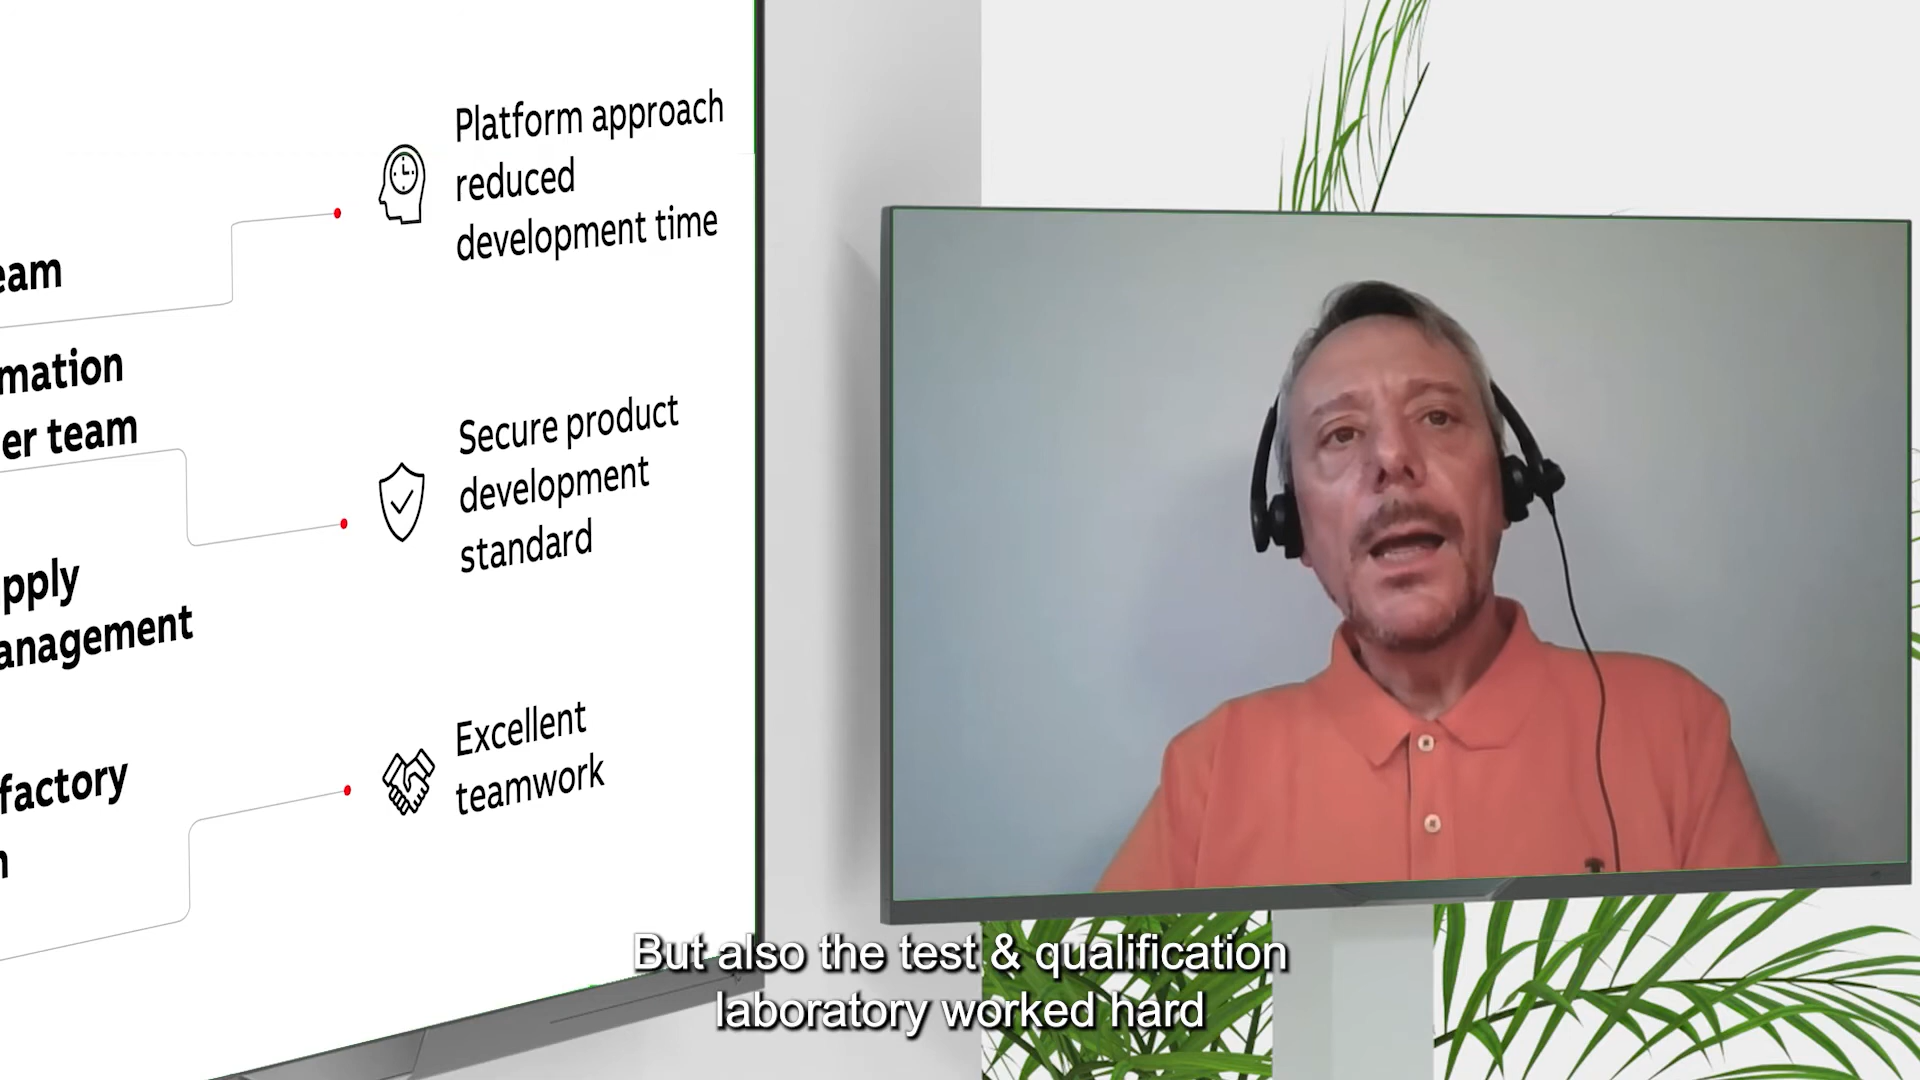 Platform approach
reduced
development time
eam
mation
er team
Secure product
development
standard
pply
anagement
Excellent
teamwork
factory
n
But also the test & qualification
laboratory worked hard